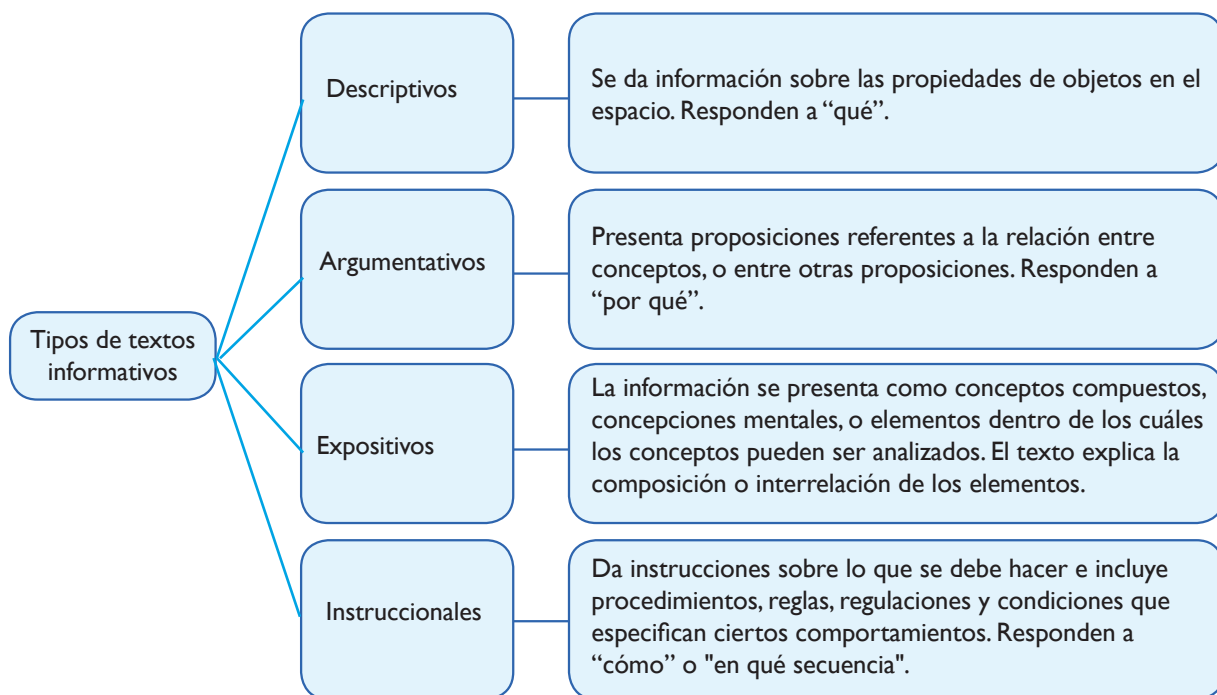 Tipos de textos
informativos
Descriptivos
Se da información sobre las propiedades de objetos en el
espacio. Responden a “qué”.
Argumentativos
Presenta proposiciones referentes a la relación entre
conceptos, o entre otras proposiciones. Responden a
“por qué”.
Expositivos
La información se presenta como conceptos compuestos,
concepciones mentales, o elementos dentro de los cuáles
los conceptos pueden ser analizados. El texto explica la
composición o interrelación de los elementos.
Instruccionales
Da instrucciones sobre lo que se debe hacer e incluye
procedimientos, reglas, regulaciones y condiciones que
especifican ciertos comportamientos. Responden a
“cómo” o "en qué secuencia".